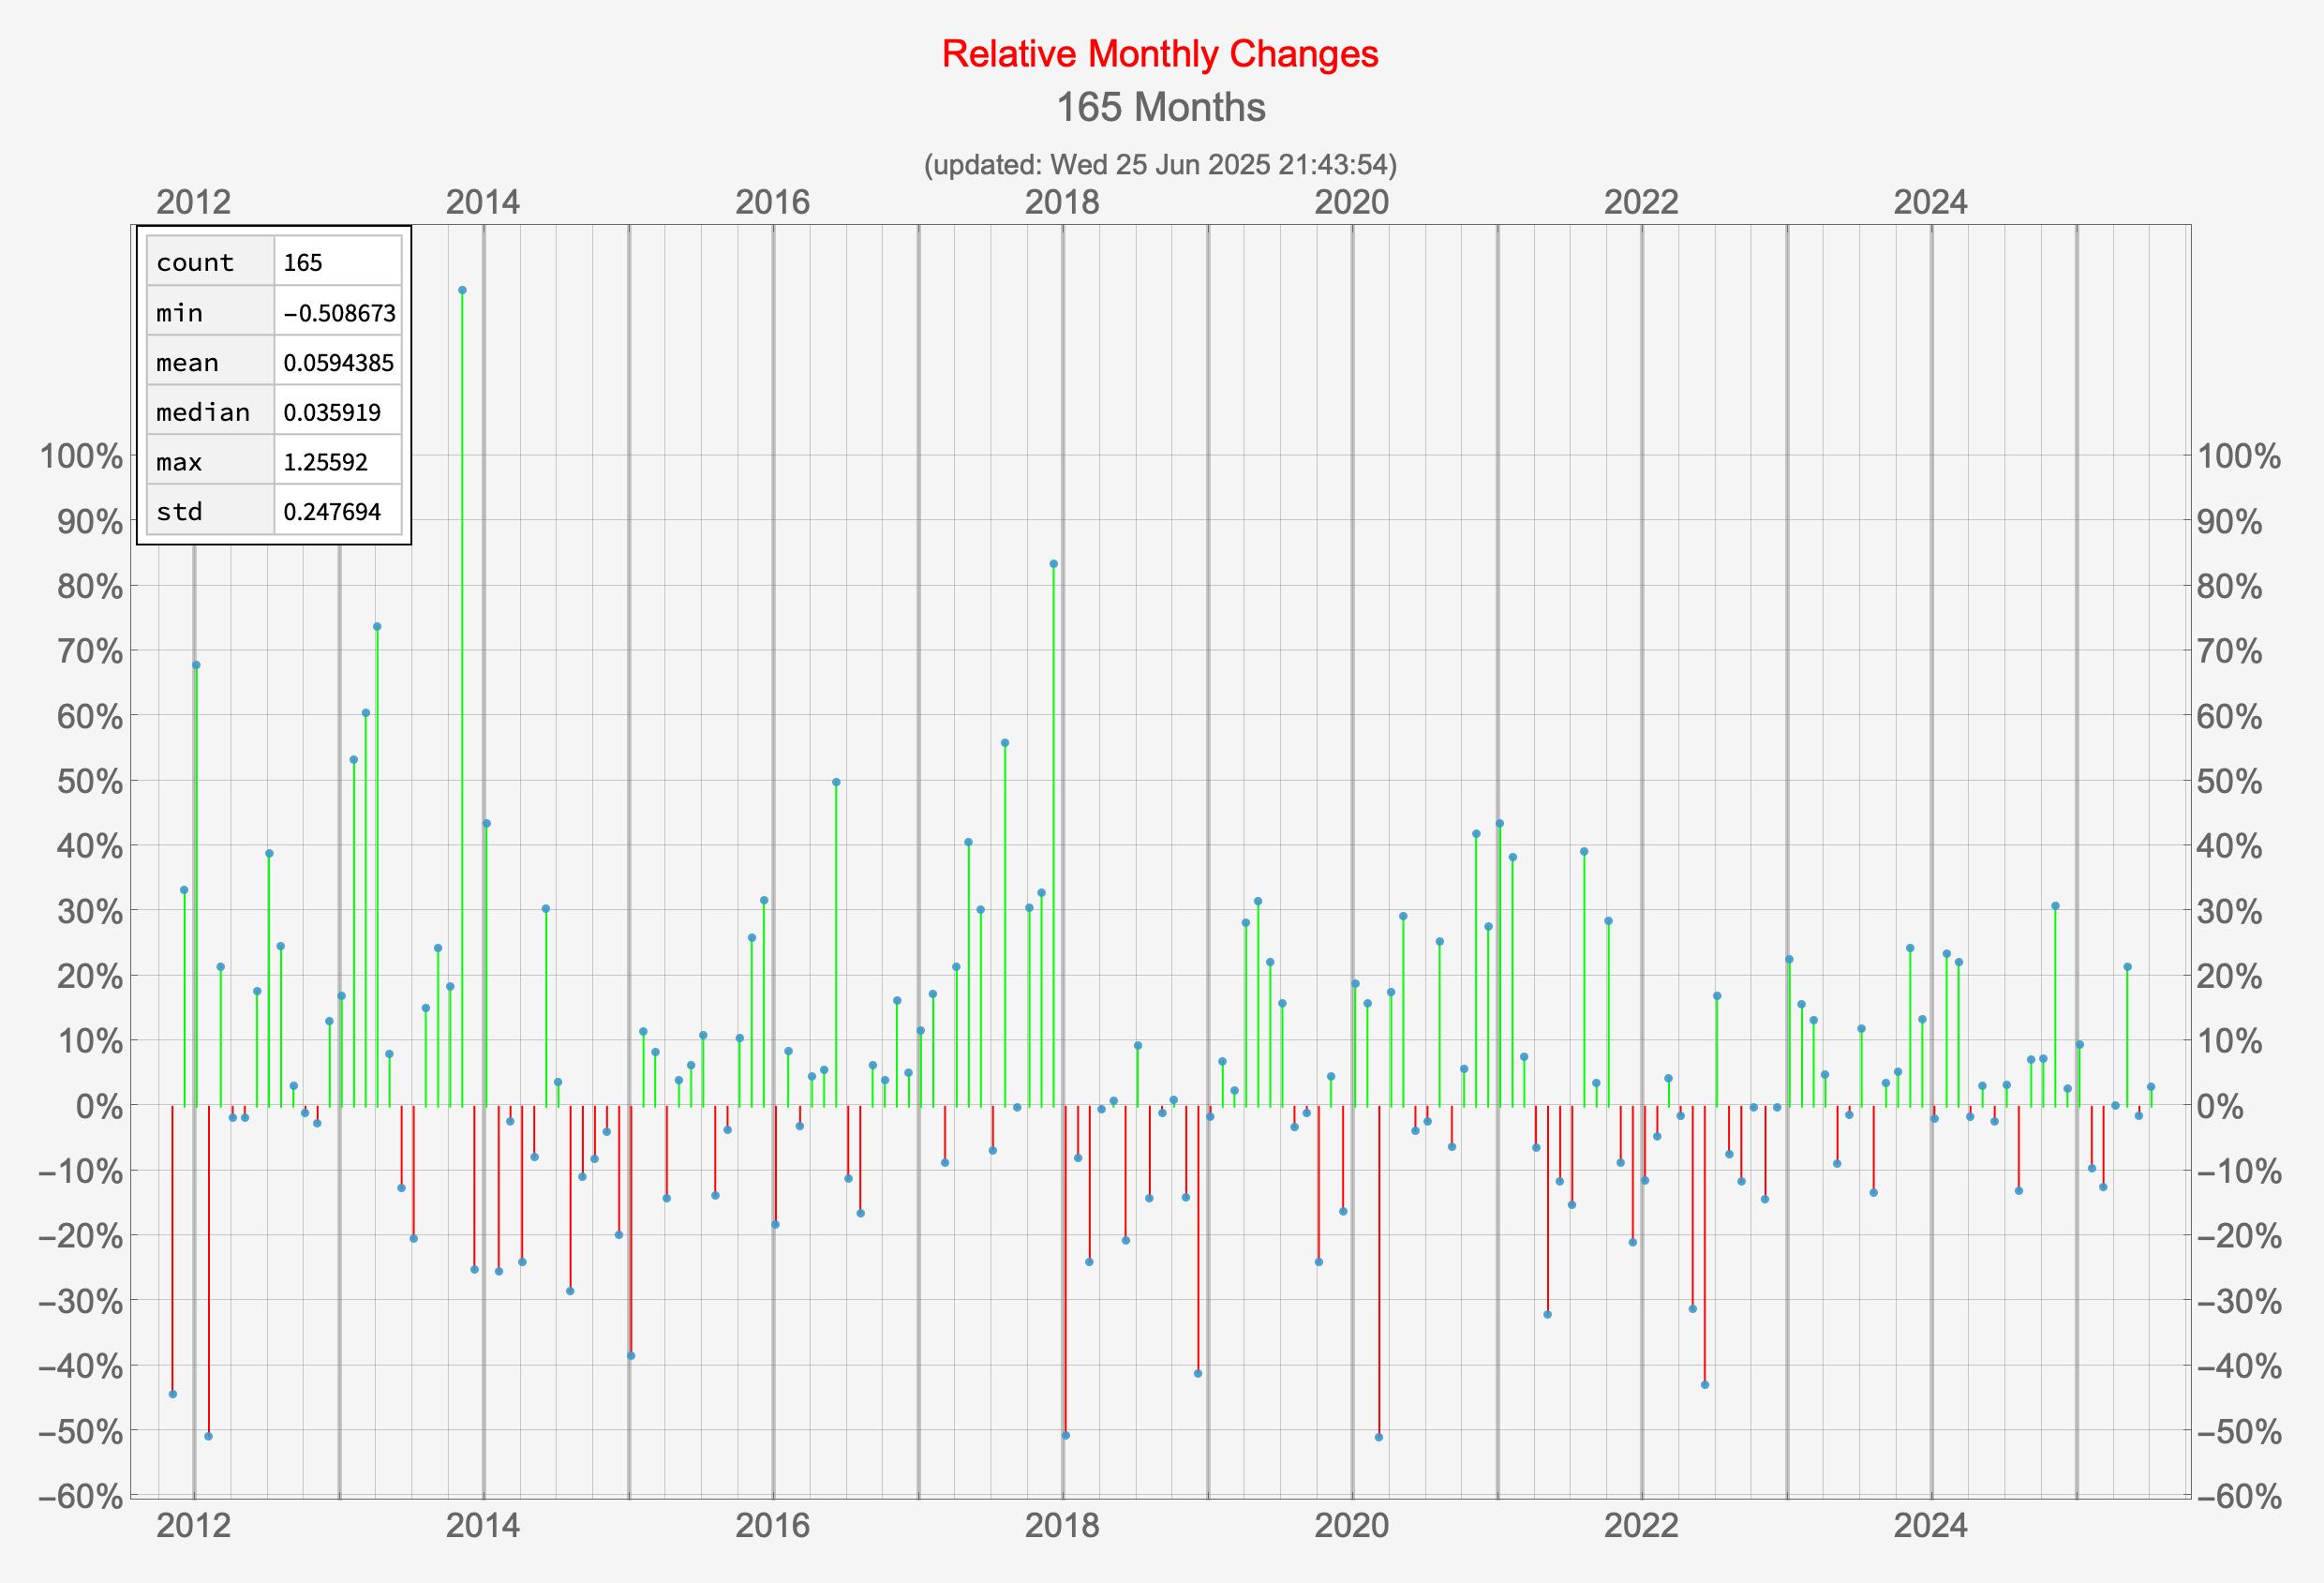 Relative Monthly Changes
165 Months
(updated: Wed 25 Jun 2025 21:43:54)
2012 2014 2016 2018 2020 2022 2024
count 165
min −0.508673
mean 0.0594385
median 0.035919
max 1.25592
std 0.247694
100% 100%
90% 90%
80% 80%
70% 70%
60% 60%
50% 50%
40% 40%
30% 30%
20% 20%
10% 10%
0% 0%
−10% −10%
−20% −20%
−30% −30%
−40% −40%
−50% −50%
−60% −60%
2012 2014 2016 2018 2020 2022 2024